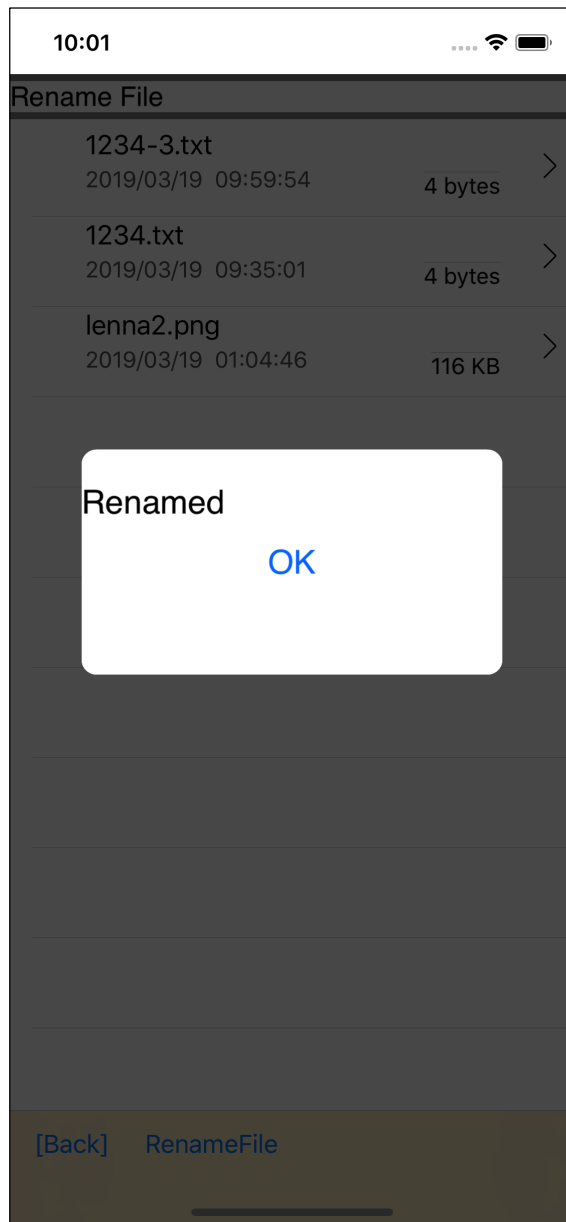 10:01
Rename File
1234-3.txt
2019/03/19 09:59:54
4 bytes
1234.txt
2019/03/19 09:35:01
4 bytes
lenna2.png
2019/03/19 01:04:46
116 KB
Renamed
OK
[Back] RenameFile